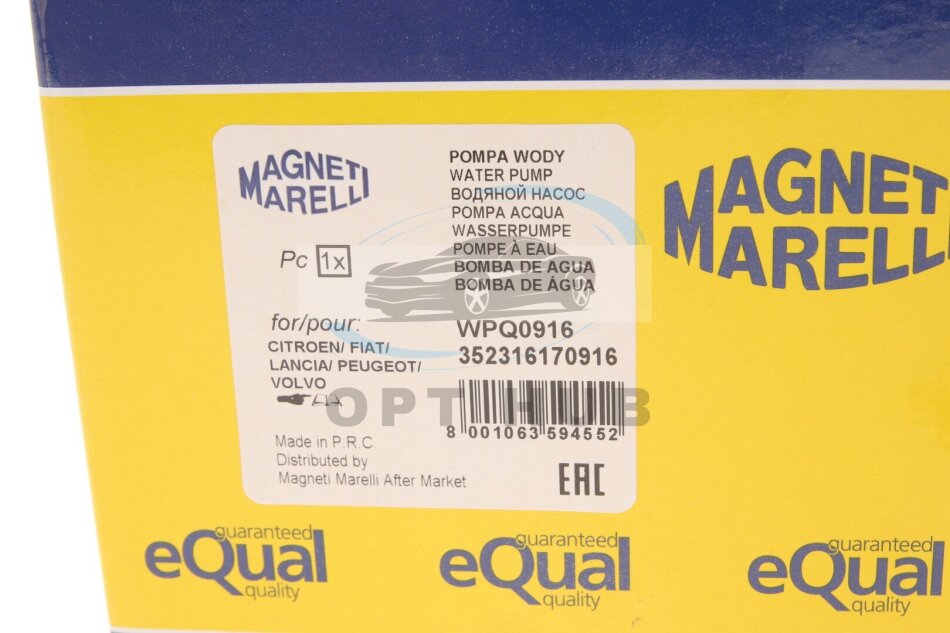 MAGNETI
MARELLI
POMPA WODY
WATER PUMP
ВОДЯНОЙ НАСОС
POMPA ACQUA
WASSERPUMPE
POMPE À EAU
BOMBA DE AGUA
BOMBA DE ÁGUA
Pc 1x
for/pour:
CITROEN/ FIAT/
LANCIA/ PEUGEOT/
VOLVO
WPQ0916
352316170916
8 001063 594552
OPT HUB
Made in P.R.C
Distributed by
Magneti Marelli After Market
EAC
MAGNETI
MARELLI
guaranteed
eQual
quality
guaranteed
eQual
quality
guaranteed
eQual
quality